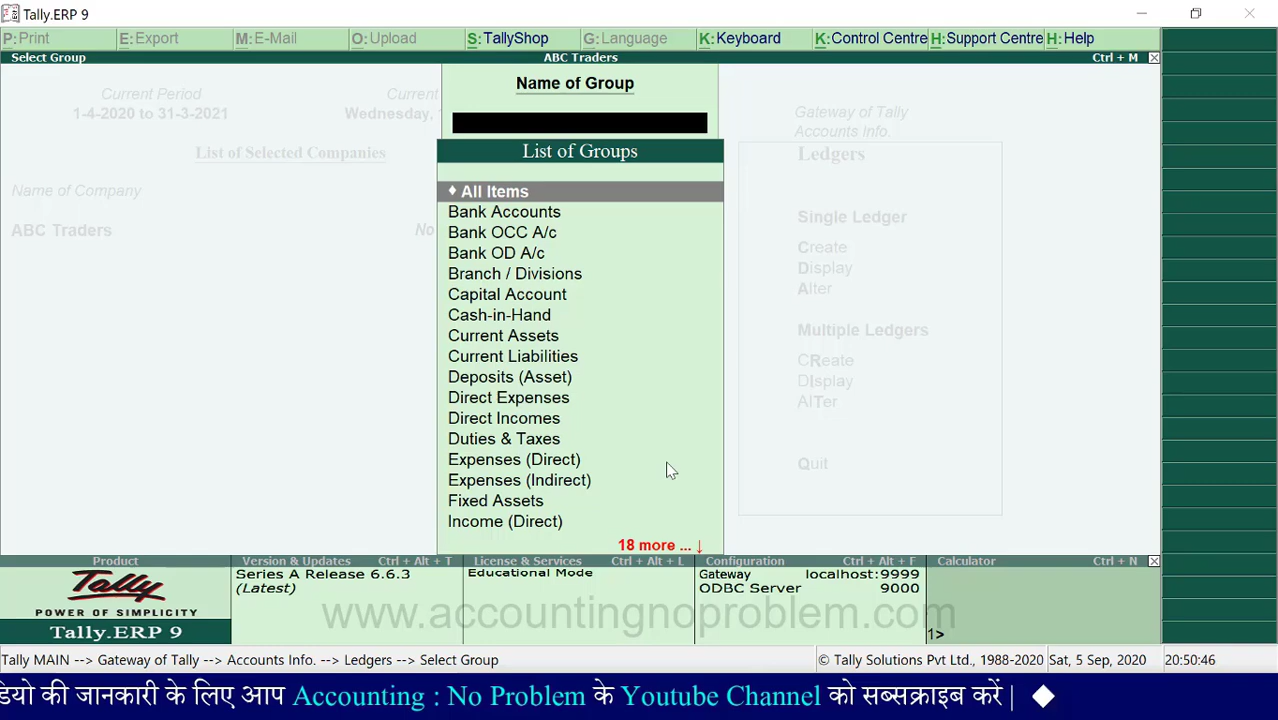 Tally.ERP 9
P:Print E:Export M:E-Mail O:Upload S:TallyShop G:Language K:Keyboard K:Control Centre H:Support Centre H:Help
Select Group ABC Traders Ctrl + M
Current Period
1-4-2020 to 31-3-2021
Current
Wednesday,
List of Selected Companies
Name of Company
ABC Traders No
Name of Group
List of Groups
♦ All Items
Bank Accounts
Bank OCC A/c
Bank OD A/c
Branch / Divisions
Capital Account
Cash-in-Hand
Current Assets
Current Liabilities
Deposits (Asset)
Direct Expenses
Direct Incomes
Duties & Taxes
Expenses (Direct)
Expenses (Indirect)
Fixed Assets
Income (Direct)
18 more ... ↓
Gateway of Tally
Accounts Info.
Ledgers
Single Ledger
Create
Display
Alter
Multiple Ledgers
CReate
DIsplay
AlTer
Quit
Product
Tally
POWER OF SIMPLICITY
Tally.ERP 9
Version & Updates Ctrl + Alt + T
Series A Release 6.6.3
(Latest)
License & Services Ctrl + Alt + L
Educational Mode
Configuration Ctrl + Alt + F
Gateway localhost:9999
ODBC Server 9000
Calculator Ctrl + N
1>
www.accountingnoproblem.com
Tally MAIN --> Gateway of Tally --> Accounts Info. --> Ledgers --> Select Group © Tally Solutions Pvt Ltd., 1988-2020 Sat, 5 Sep, 2020 20:50:46
डियो की जानकारी के लिए आप Accounting : No Problem के Youtube Channel को सब्सक्राइब करें | ◆